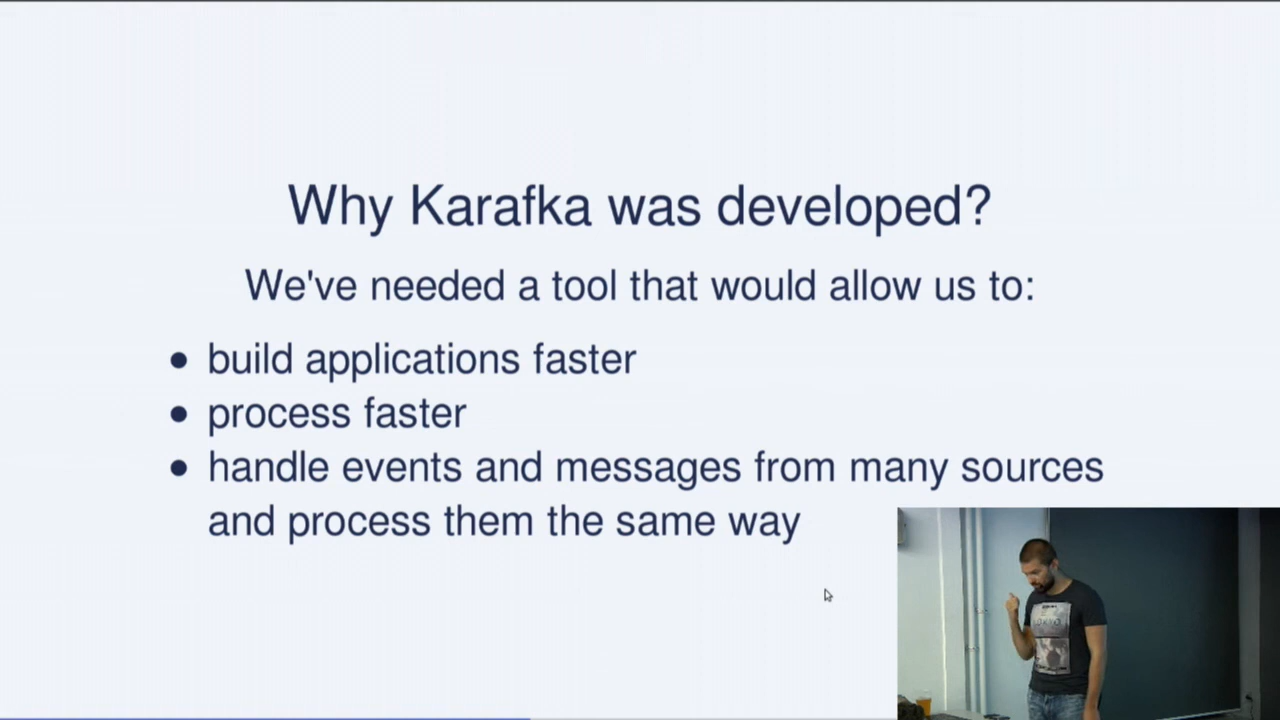 Why Karafka was developed?
We've needed a tool that would allow us to:
build applications faster
process faster
handle events and messages from many sources
and process them the same way